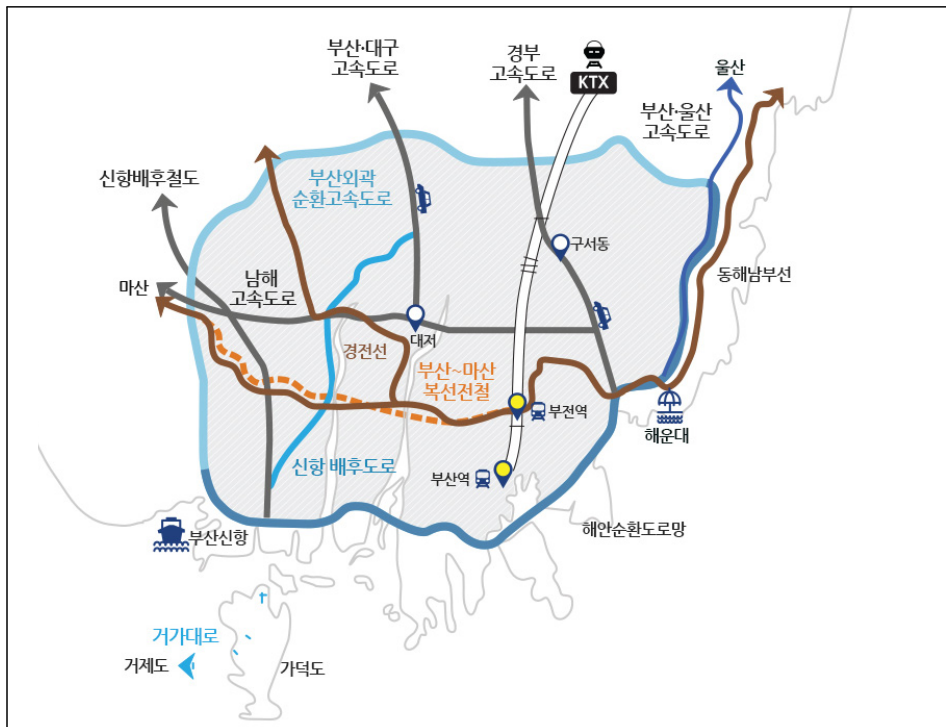 부산·대구
고속도로
경부
고속도로
KTX
울산
부산·울산
고속도로
신항배후철도
부산외곽
순환고속도로
구서동
동해남부선
마산
남해
고속도로
대저
경전선
부산~마산
복선전철
부전역
해운대
신항 배후도로
부산역
부산신항
해안순환도로망
거가대로
거제도
가덕도